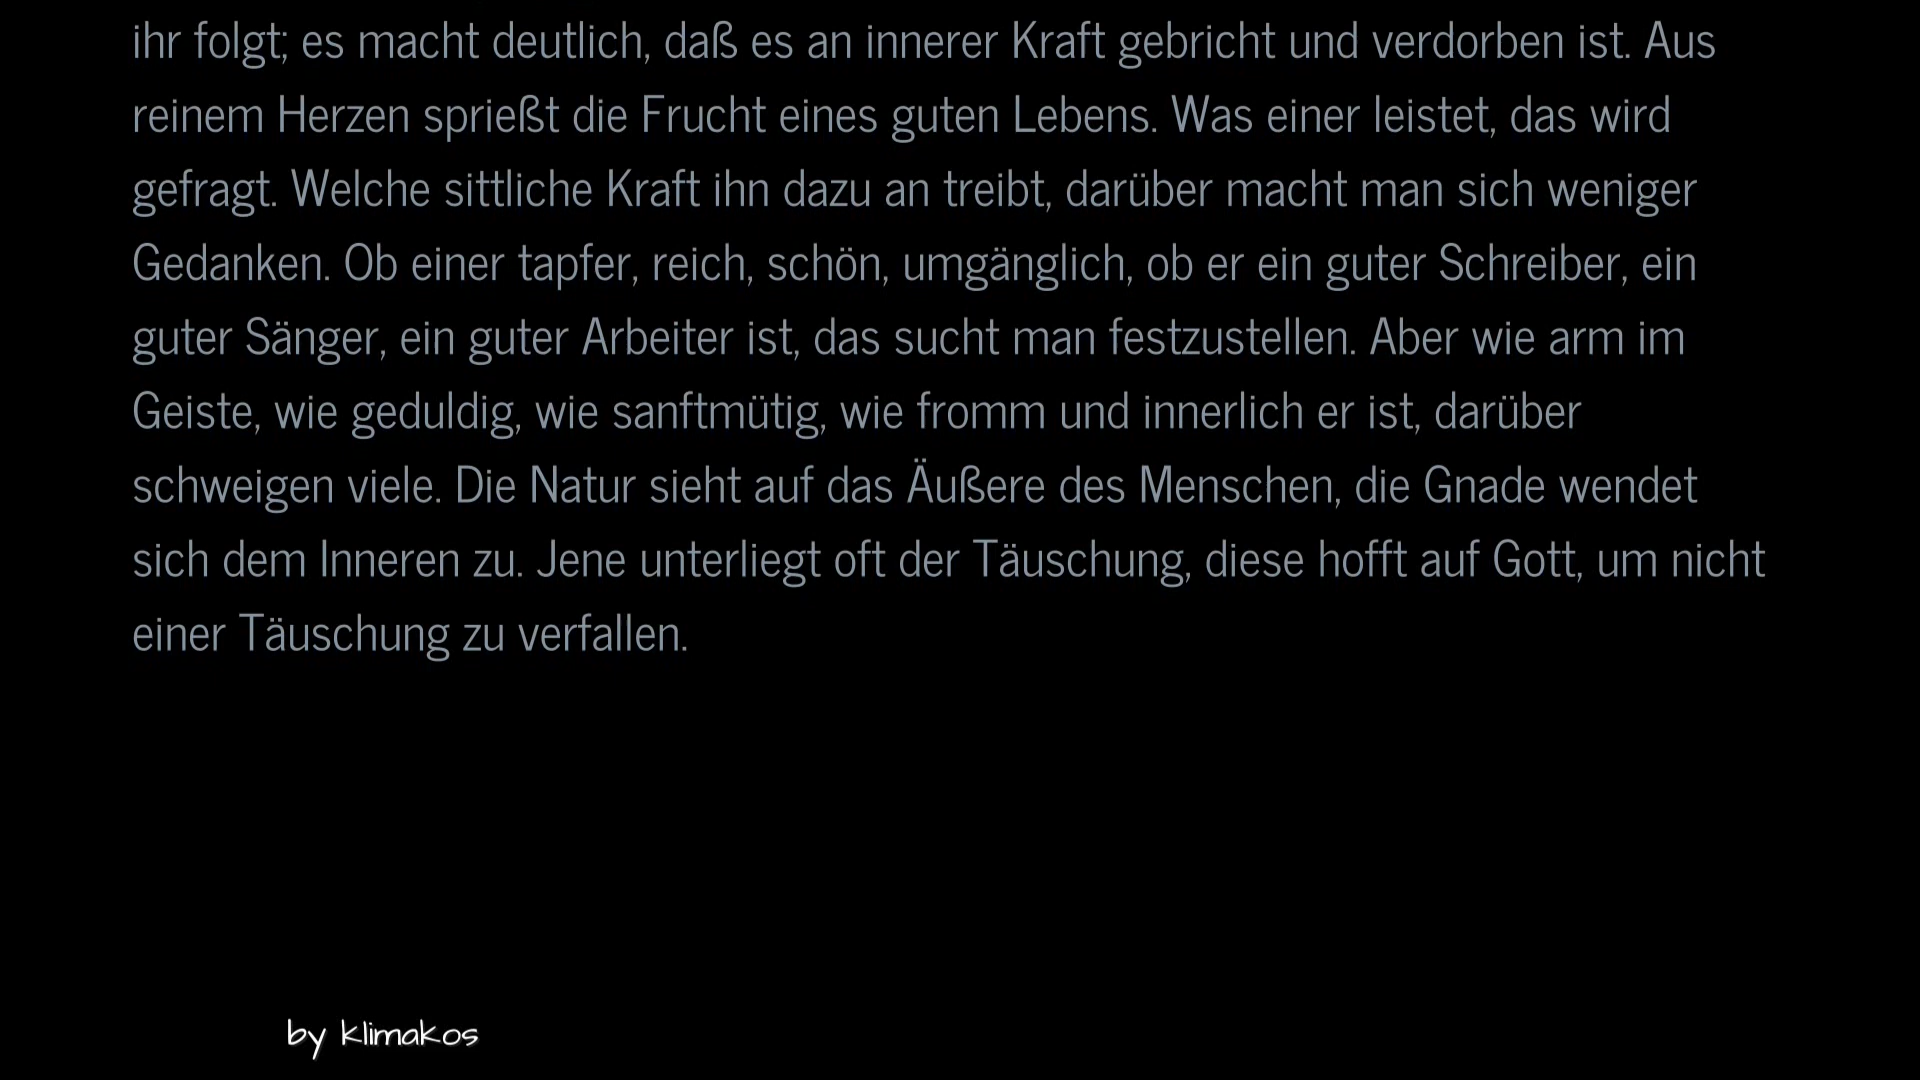 ihr folgt; es macht deutlich, daß es an innerer Kraft gebricht und verdorben ist. Aus
reinem Herzen sprießt die Frucht eines guten Lebens. Was einer leistet, das wird
gefragt. Welche sittliche Kraft ihn dazu an treibt, darüber macht man sich weniger
Gedanken. Ob einer tapfer, reich, schön, umgänglich, ob er ein guter Schreiber, ein
guter Sänger, ein guter Arbeiter ist, das sucht man festzustellen. Aber wie arm im
Geiste, wie geduldig, wie sanftmütig, wie fromm und innerlich er ist, darüber
schweigen viele. Die Natur sieht auf das Äußere des Menschen, die Gnade wendet
sich dem Inneren zu. Jene unterliegt oft der Täuschung, diese hofft auf Gott, um nicht
einer Täuschung zu verfallen.
by klimakos